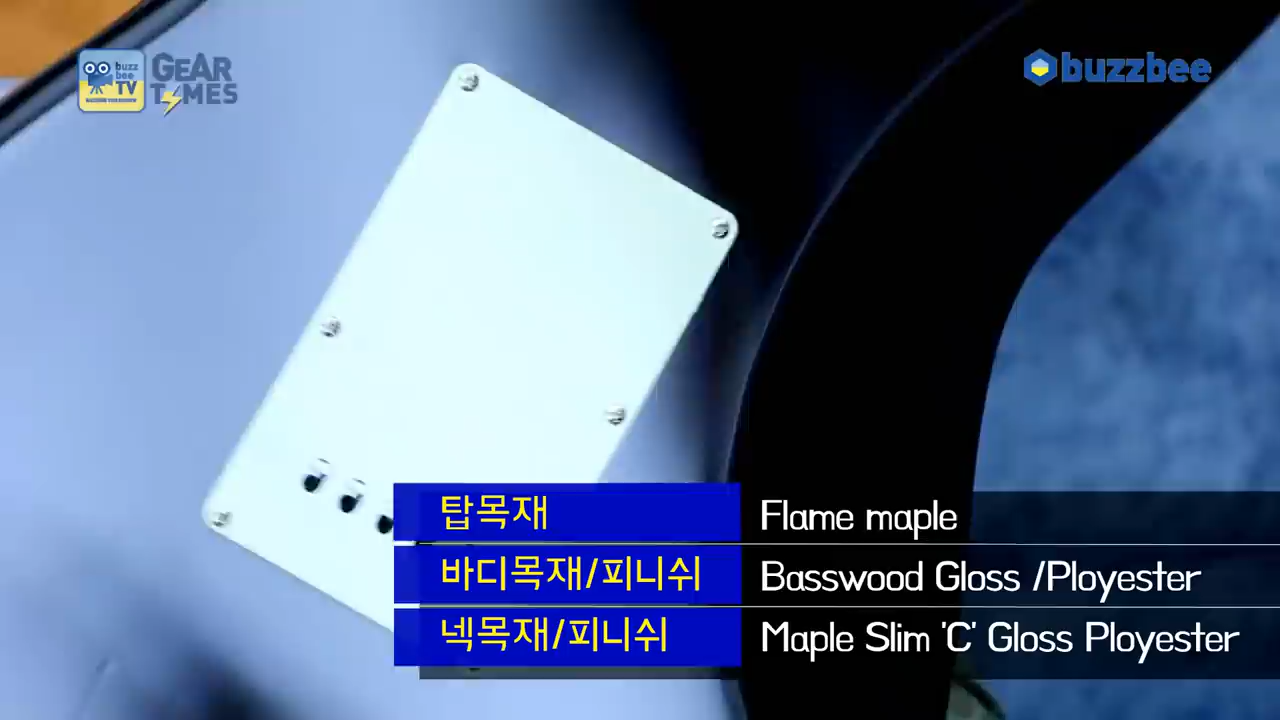 buzz
bee
TV
GEAR
TIMES
buzzbee
탑목재 Flame maple
바디목재/피니쉬 Basswood Gloss /Ployester
넥목재/피니쉬 Maple Slim 'C' Gloss Ployester